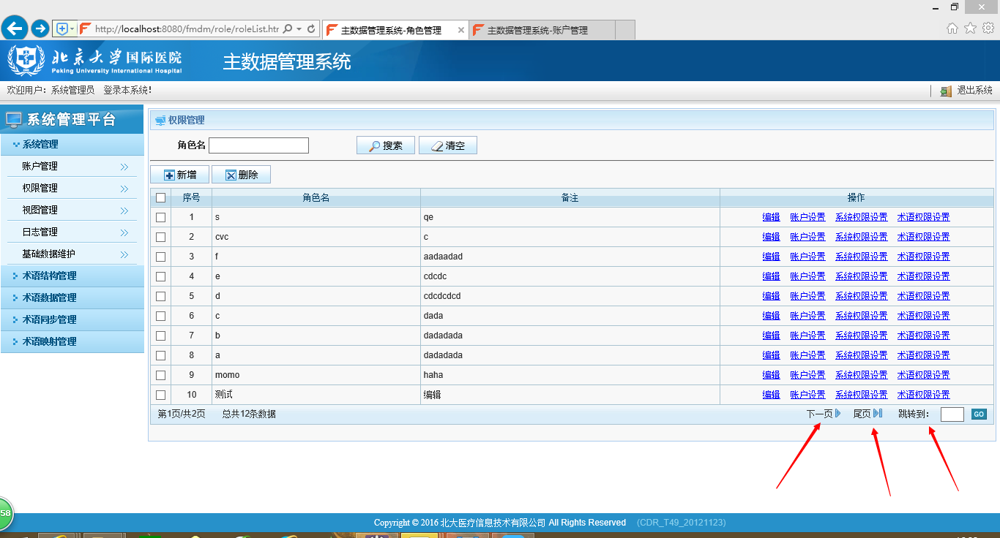 http://localhost:8080/fmdm/role/roleList.htr
主数据管理系统-角色管理
主数据管理系统-账户管理
北京大学国际医院
Peking University International Hospital
主数据管理系统
欢迎用户: 系统管理员 登录本系统!
退出系统
系统管理平台
系统管理
账户管理
权限管理
视图管理
日志管理
基础数据维护
术语结构管理
术语数据管理
术语同步管理
术语映射管理
权限管理
角色名 搜索 清空
新增 删除
序号 角色名 备注 操作
1 s qe 编辑 账户设置 系统权限设置 术语权限设置
2 cvc c 编辑 账户设置 系统权限设置 术语权限设置
3 f aadaadad 编辑 账户设置 系统权限设置 术语权限设置
4 e cdcdc 编辑 账户设置 系统权限设置 术语权限设置
5 d cdcdcdcd 编辑 账户设置 系统权限设置 术语权限设置
6 c dada 编辑 账户设置 系统权限设置 术语权限设置
7 b dadadada 编辑 账户设置 系统权限设置 术语权限设置
8 a dadadada 编辑 账户设置 系统权限设置 术语权限设置
9 momo haha 编辑 账户设置 系统权限设置 术语权限设置
10 测试 编辑 编辑 账户设置 系统权限设置 术语权限设置
第1页/共2页 总共12条数据 下一页 尾页 跳转到: GO
58
Copyright © 2016 北大医疗信息技术有限公司 All Rights Reserved (CDR_T49_20121123)